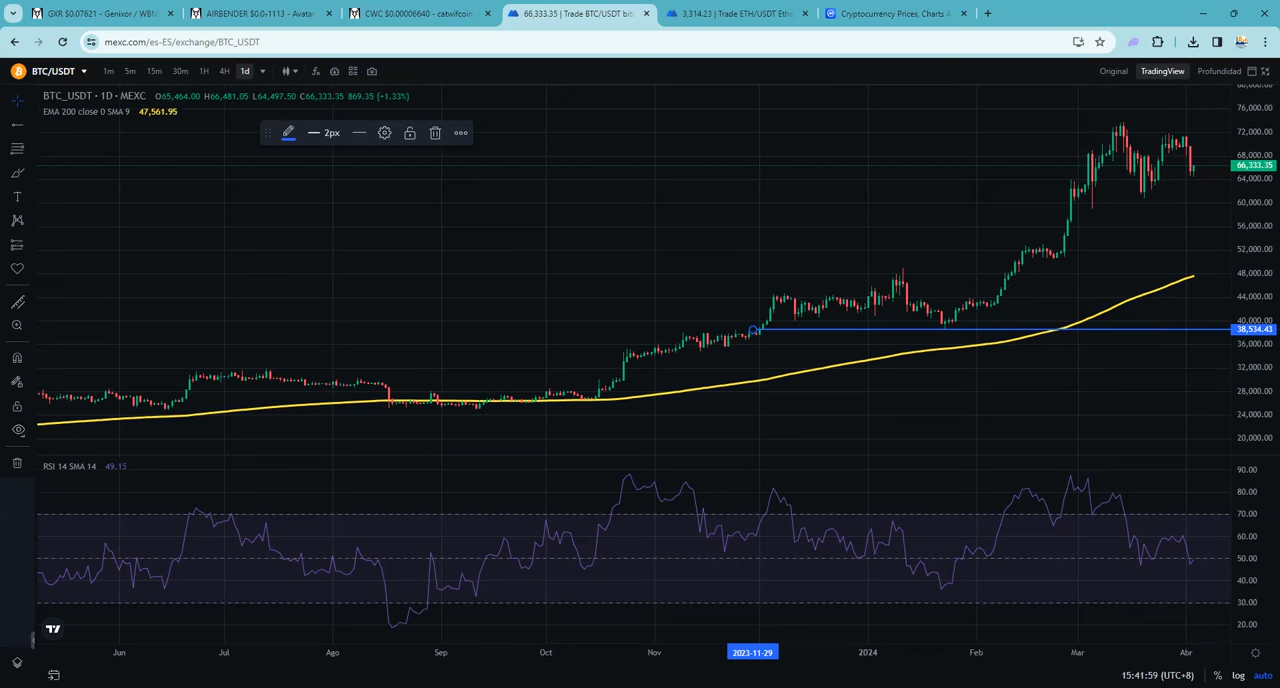 GXR $0.07621 - Genixor / WBN
AIRBENDER $0.0₅1113 - Avatar
CWC $0.00006640 - catwifcoin
66,333.35 | Trade BTC/USDT bit
3,314.23 | Trade ETH/USDT Ethe
Cryptocurrency Prices, Charts A
mexc.com/es-ES/exchange/BTC_USDT
BTC/USDT 1m 5m 15m 30m 1H 4H 1d Original TradingView Profundidad
BTC_USDT · 1D · MEXC O65,464.00 H66,481.05 L64,497.50 C66,333.35 869.35 (+1.33%)
EMA 200 close 0 SMA 9 47,561.95
2px
80,000.00
76,000.00
72,000.00
68,000.00
66,333.35
64,000.00
60,000.00
56,000.00
52,000.00
48,000.00
44,000.00
40,000.00
38,534.43
36,000.00
32,000.00
28,000.00
24,000.00
20,000.00
RSI 14 SMA 14 49.15
90.00
80.00
70.00
60.00
50.00
40.00
30.00
20.00
Jun Jul Ago Sep Oct Nov 2023-11-29 2024 Feb Mar Abr
15:41:59 (UTC+8) % log auto